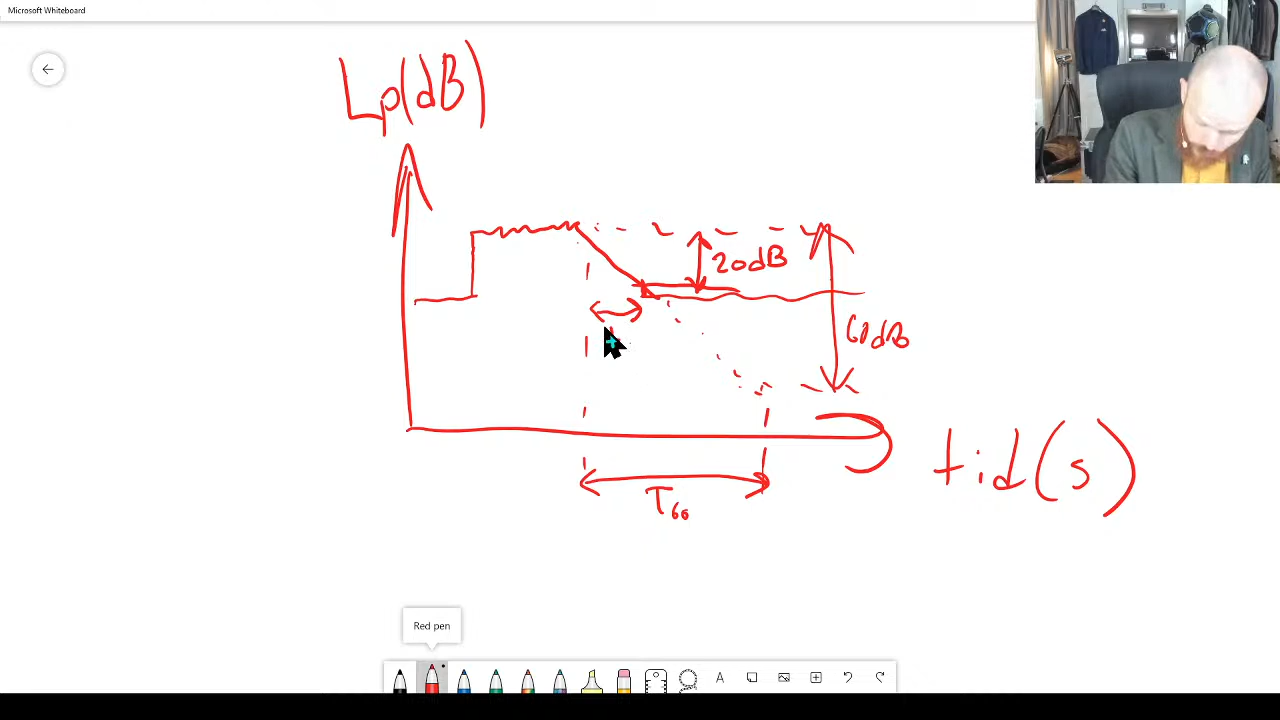 Microsoft Whiteboard
Lp(dB)
20dB
60dB
tid(s)
T60
Red pen
A